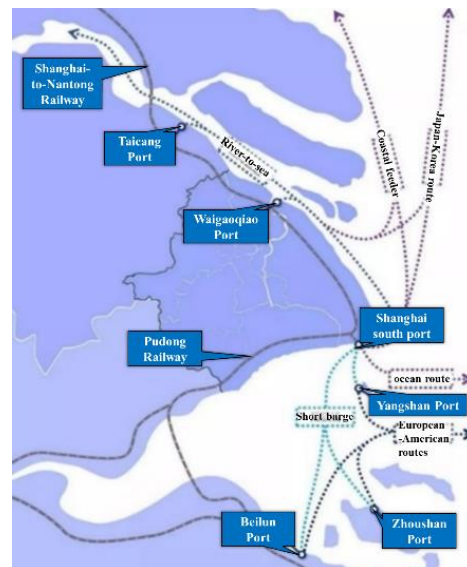 Shanghai-
to-Nantong
Railway
Taicang
Port
River-to-sea
Coastal feeder
Japan-Korea route
Waigaoqiao
Port
Shanghai
south port
Pudong
Railway
ocean route
Yangshan Port
Short barge
European
-American
routes
Beilun
Port
Zhoushan
Port